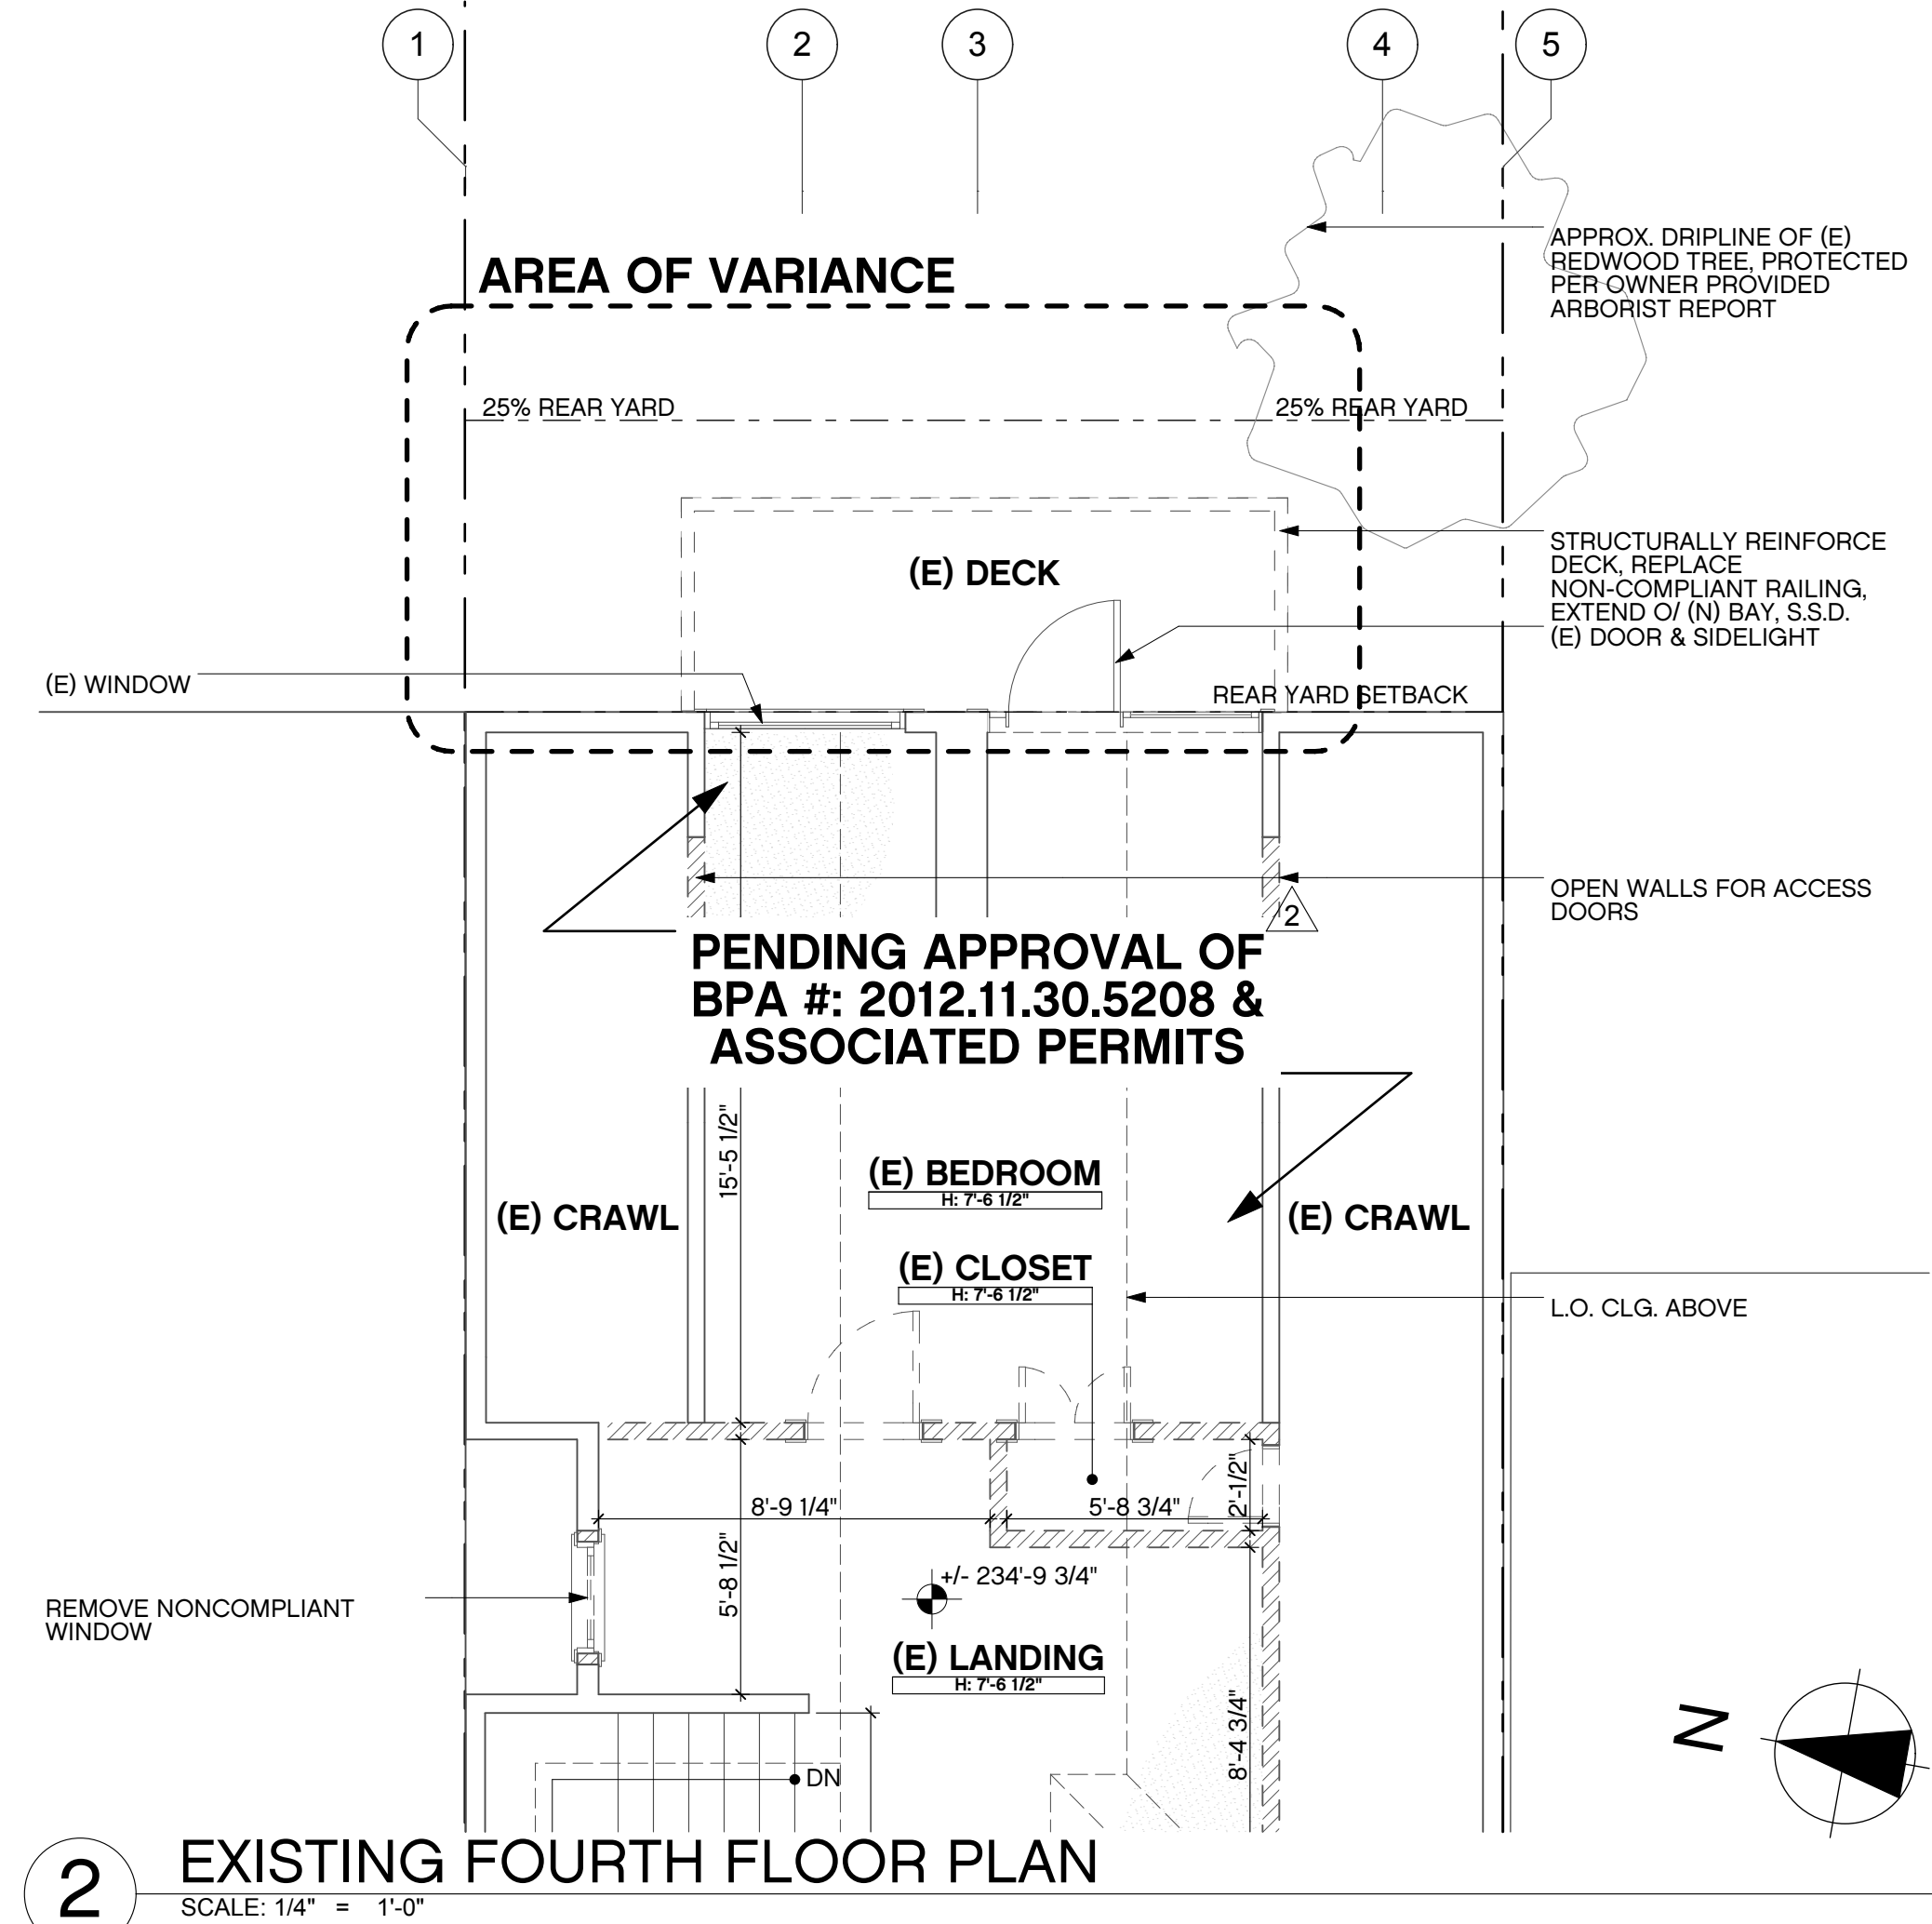 1
2
3
4
5
APPROX. DRIPLINE OF (E)
REDWOOD TREE, PROTECTED
PER OWNER PROVIDED
ARBORIST REPORT
AREA OF VARIANCE
25% REAR YARD
25% REAR YARD
STRUCTURALLY REINFORCE
DECK, REPLACE
NON-COMPLIANT RAILING,
EXTEND O/ (N) BAY, S.S.D.
(E) DOOR & SIDELIGHT
(E) DECK
(E) WINDOW
REAR YARD SETBACK
OPEN WALLS FOR ACCESS
DOORS
2
PENDING APPROVAL OF
BPA #: 2012.11.30.5208 &
ASSOCIATED PERMITS
15'-5 1/2"
(E) BEDROOM
H: 7'-6 1/2"
(E) CRAWL
(E) CRAWL
(E) CLOSET
H: 7'-6 1/2"
L.O. CLG. ABOVE
8'-9 1/4"
5'-8 3/4"
2'-1/2"
5'-8 1/2"
+/- 234'-9 3/4"
REMOVE NONCOMPLIANT
WINDOW
(E) LANDING
H: 7'-6 1/2"
8'-4 3/4"
N
DN
2
EXISTING FOURTH FLOOR PLAN
SCALE: 1/4" = 1'-0"